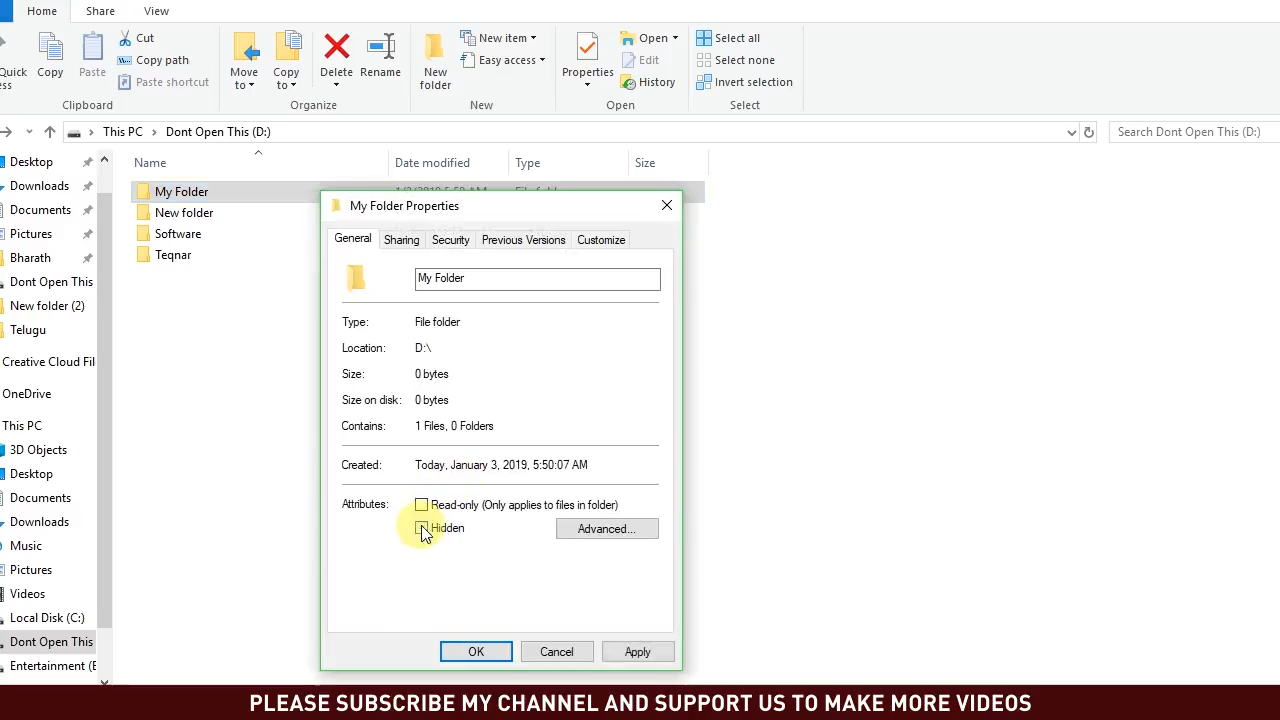 Home Share View
Quick
ess
Copy
Paste
Cut
Copy path
Paste shortcut
Clipboard
Move
to
Copy
to
Delete
Rename
Organize
New
folder
New item
Easy access
New
Properties
Open
Edit
History
Open
Select all
Select none
Invert selection
Select
This PC Dont Open This (D:)
Search Dont Open This (D:)
Desktop
Downloads
Documents
Pictures
Bharath
Dont Open This
New folder (2)
Telugu
Creative Cloud Fil
OneDrive
This PC
3D Objects
Desktop
Documents
Downloads
Music
Pictures
Videos
Local Disk (C:)
Dont Open This
Entertainment (E
Name Date modified Type Size
My Folder
New folder
Software
Teqnar
My Folder Properties
General Sharing Security Previous Versions Customize
My Folder
Type: File folder
Location: D:\
Size: 0 bytes
Size on disk: 0 bytes
Contains: 1 Files, 0 Folders
Created: Today, January 3, 2019, 5:50:07 AM
Attributes: Read-only (Only applies to files in folder)
Hidden Advanced...
OK Cancel Apply
PLEASE SUBSCRIBE MY CHANNEL AND SUPPORT US TO MAKE MORE VIDEOS